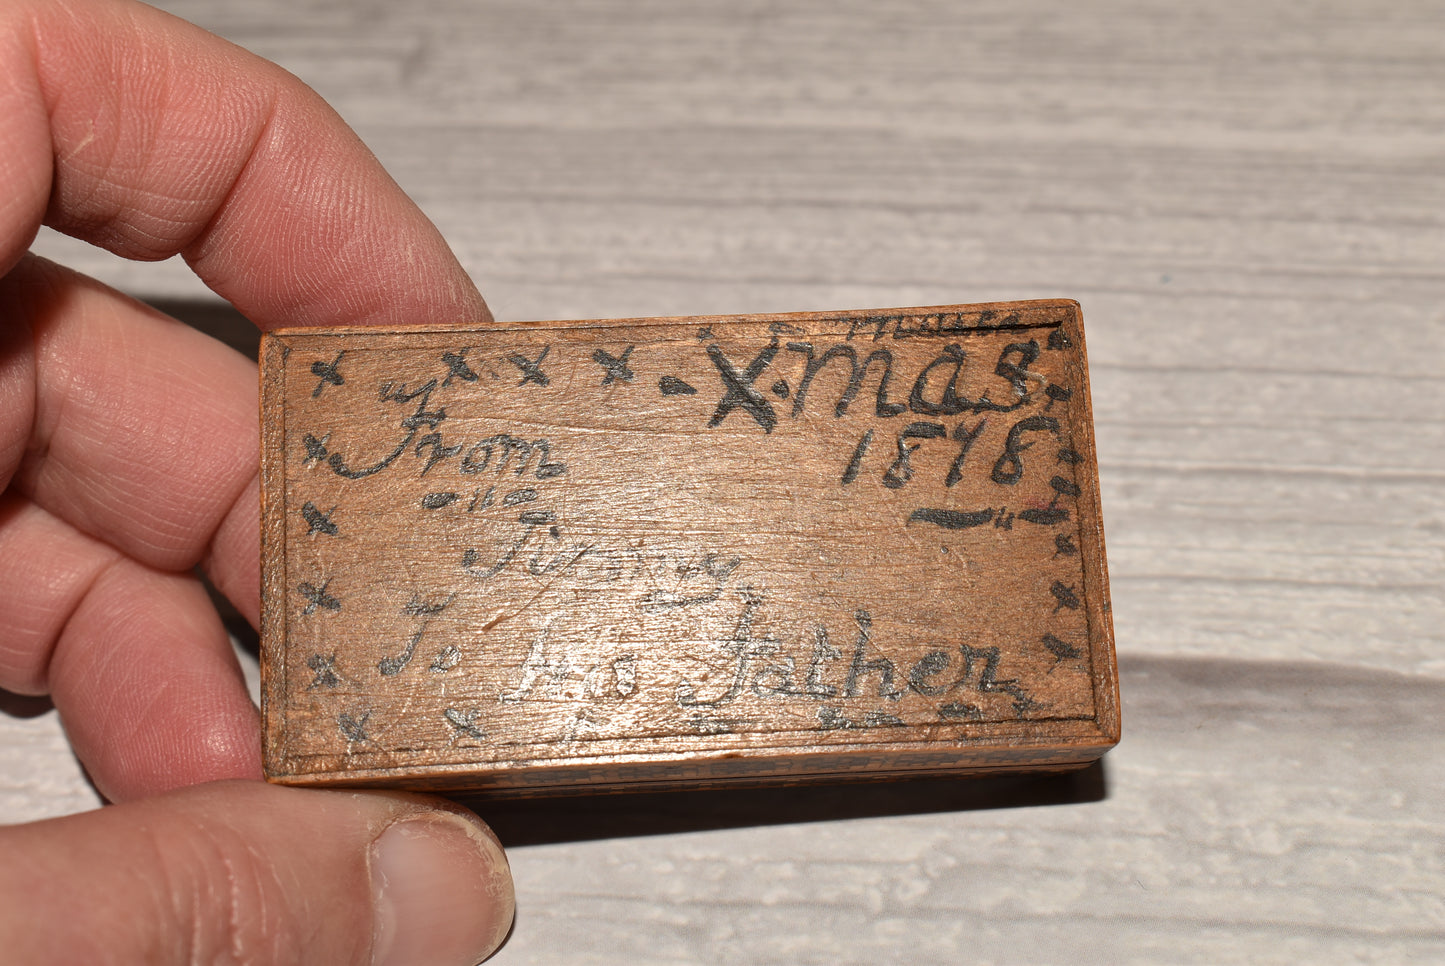 X·mas
1878
From
Jimmy
To His Father